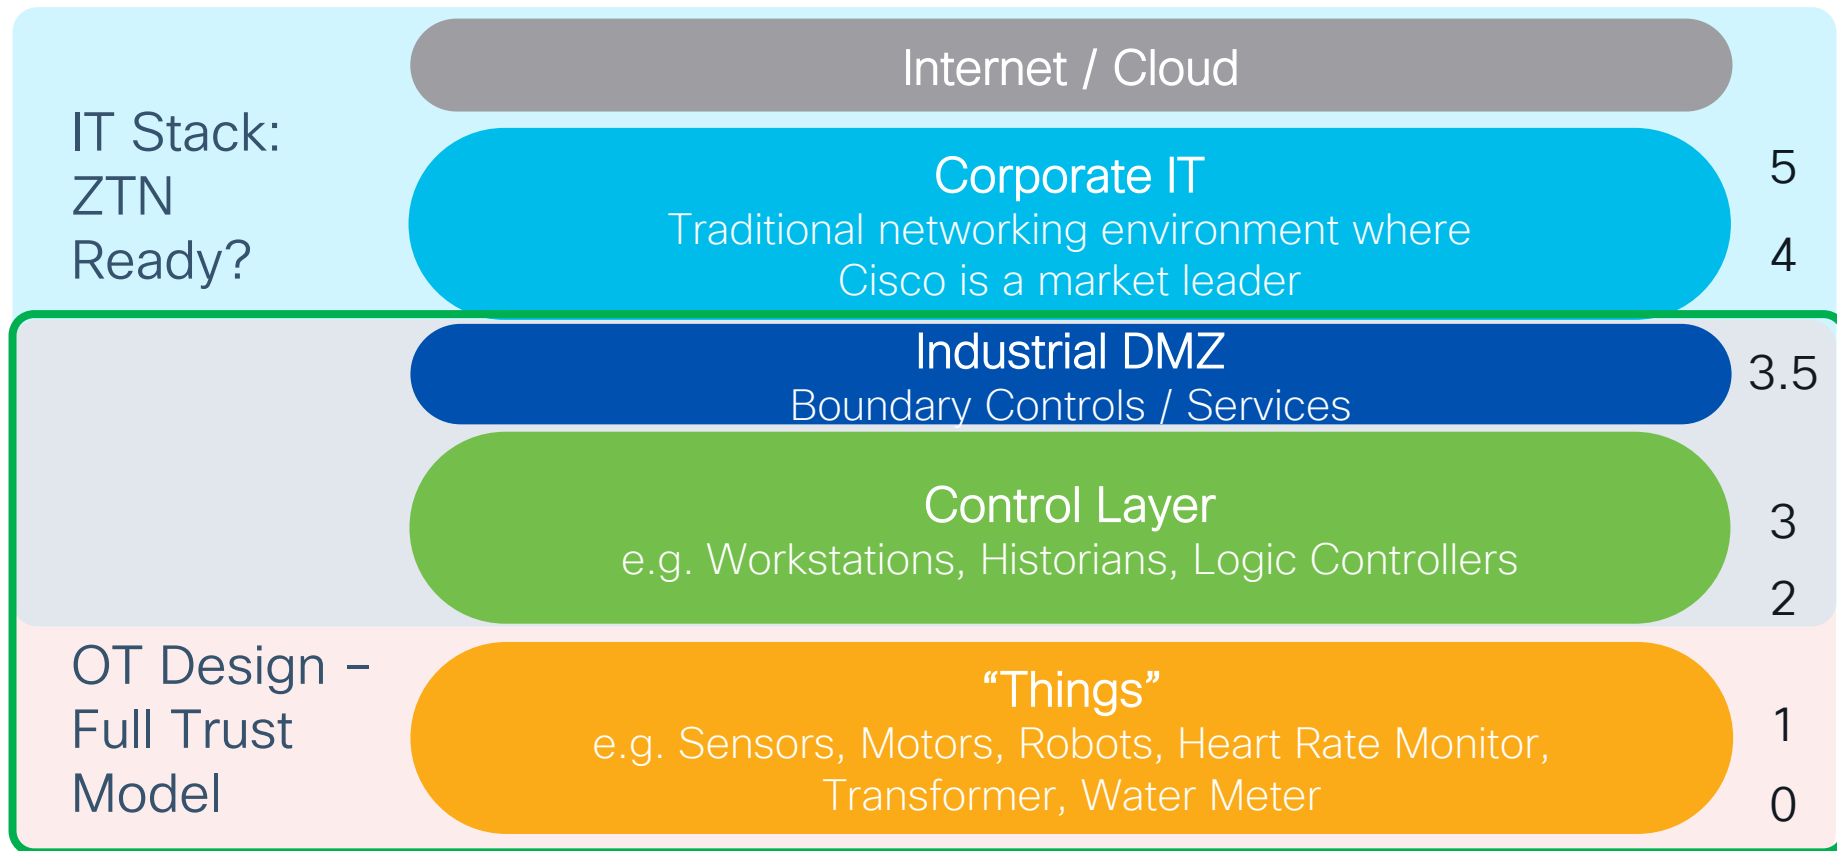 Internet / Cloud
IT Stack:
ZTN
Ready?
Corporate IT
Traditional networking environment where
Cisco is a market leader
5
4
Industrial DMZ
Boundary Controls / Services
3.5
Control Layer
e.g. Workstations, Historians, Logic Controllers
3
2
OT Design –
Full Trust
Model
“Things”
e.g. Sensors, Motors, Robots, Heart Rate Monitor,
Transformer, Water Meter
1
0